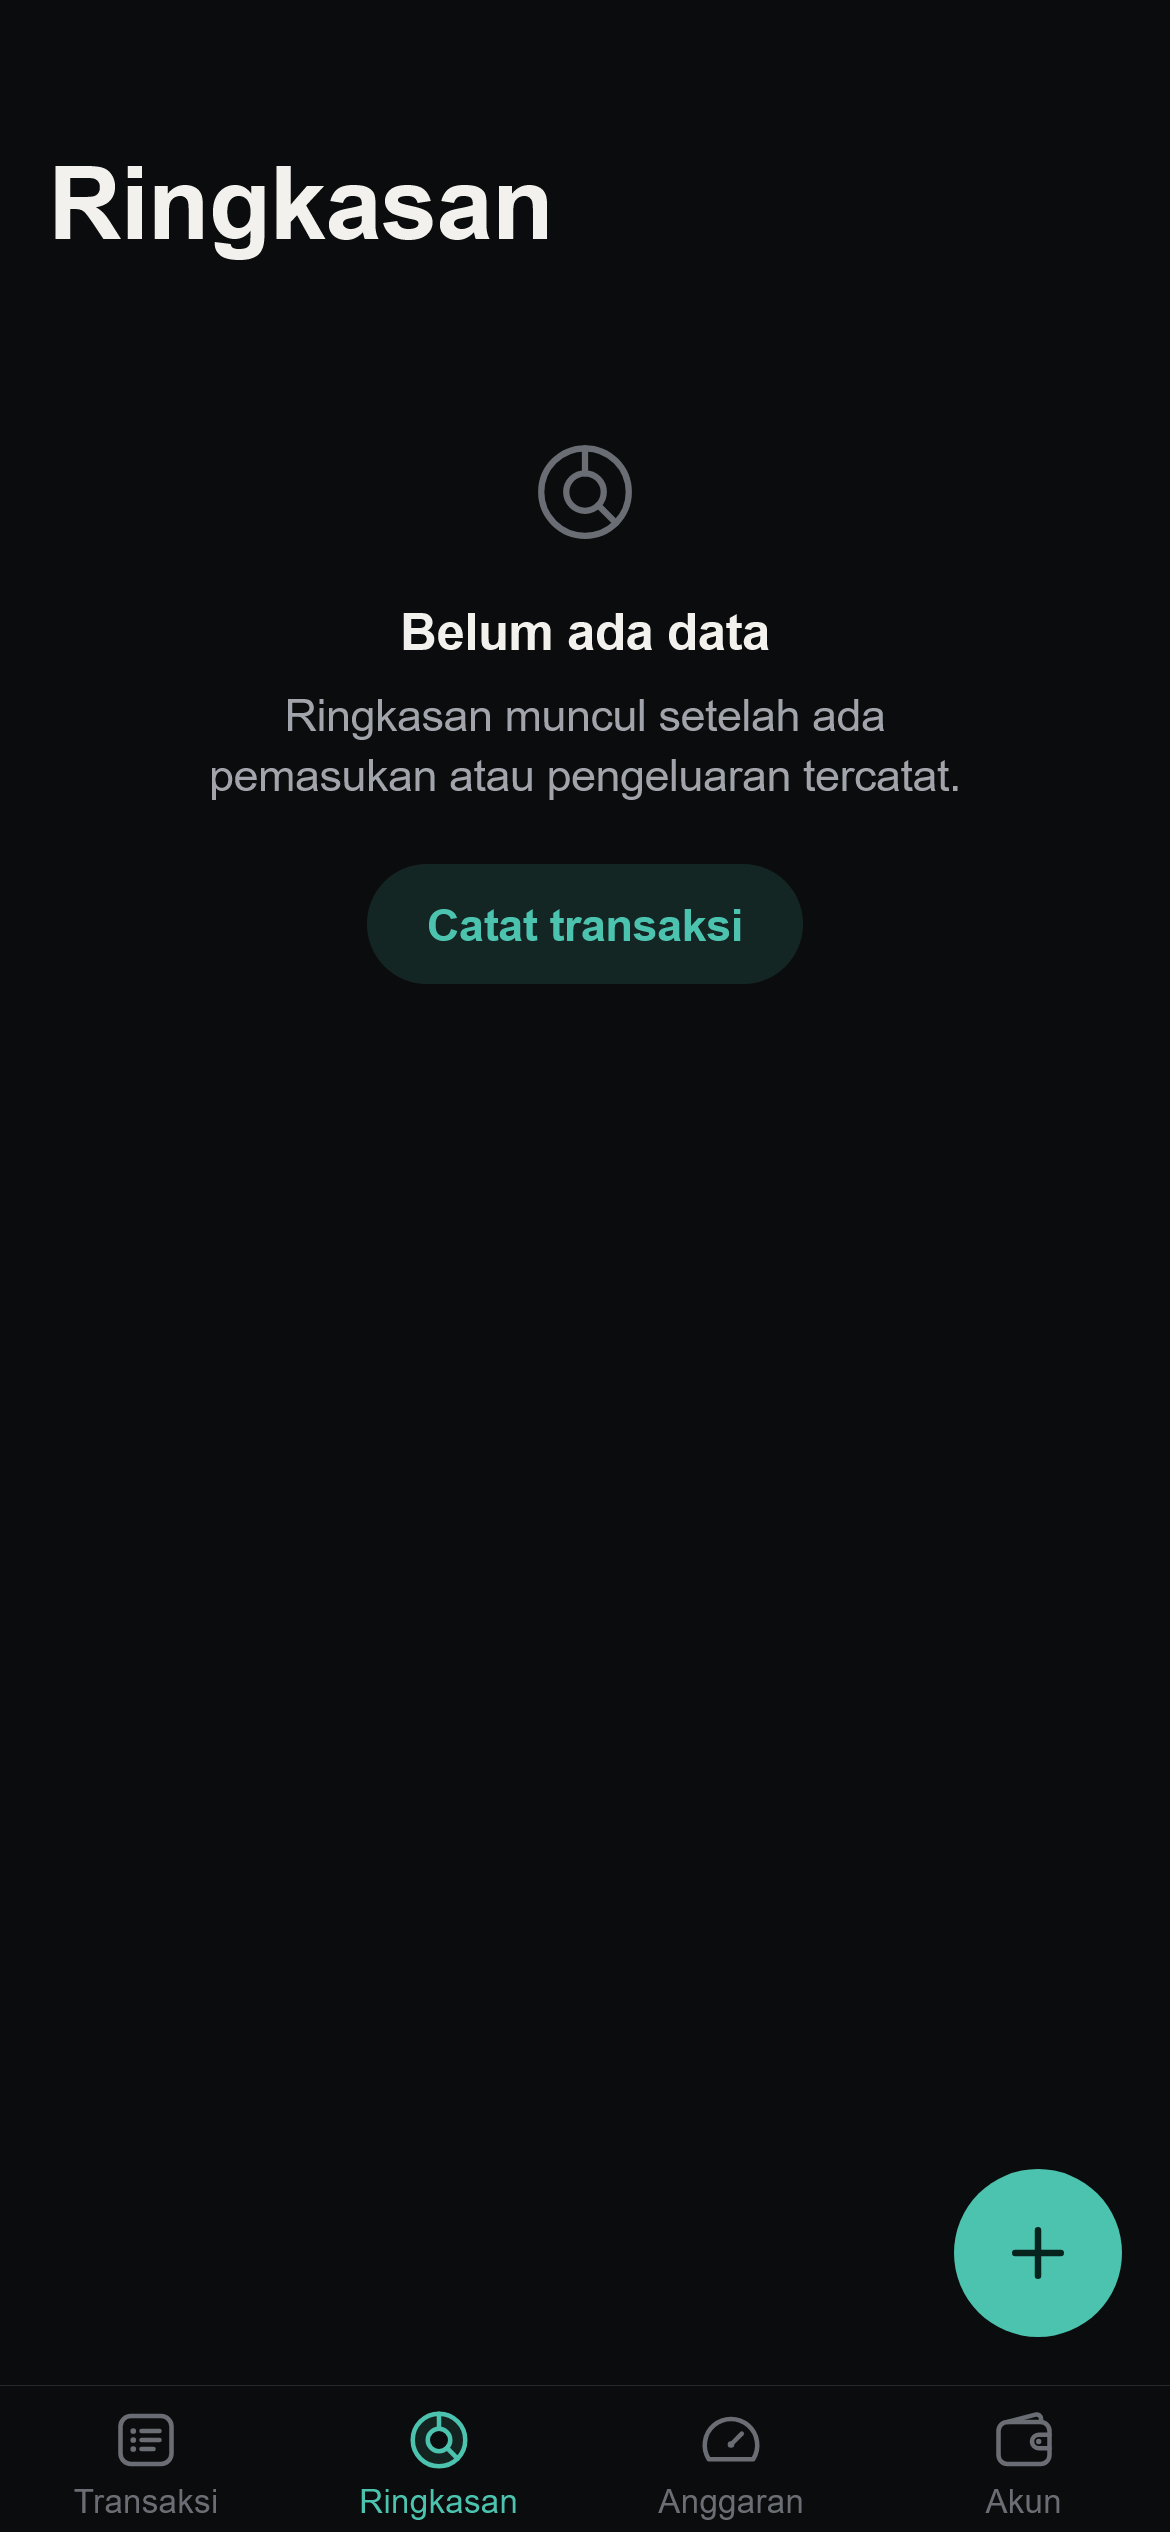 Ringkasan
Belum ada data
Ringkasan muncul setelah ada
pemasukan atau pengeluaran tercatat.
Catat transaksi
Transaksi
Ringkasan
Anggaran
Akun